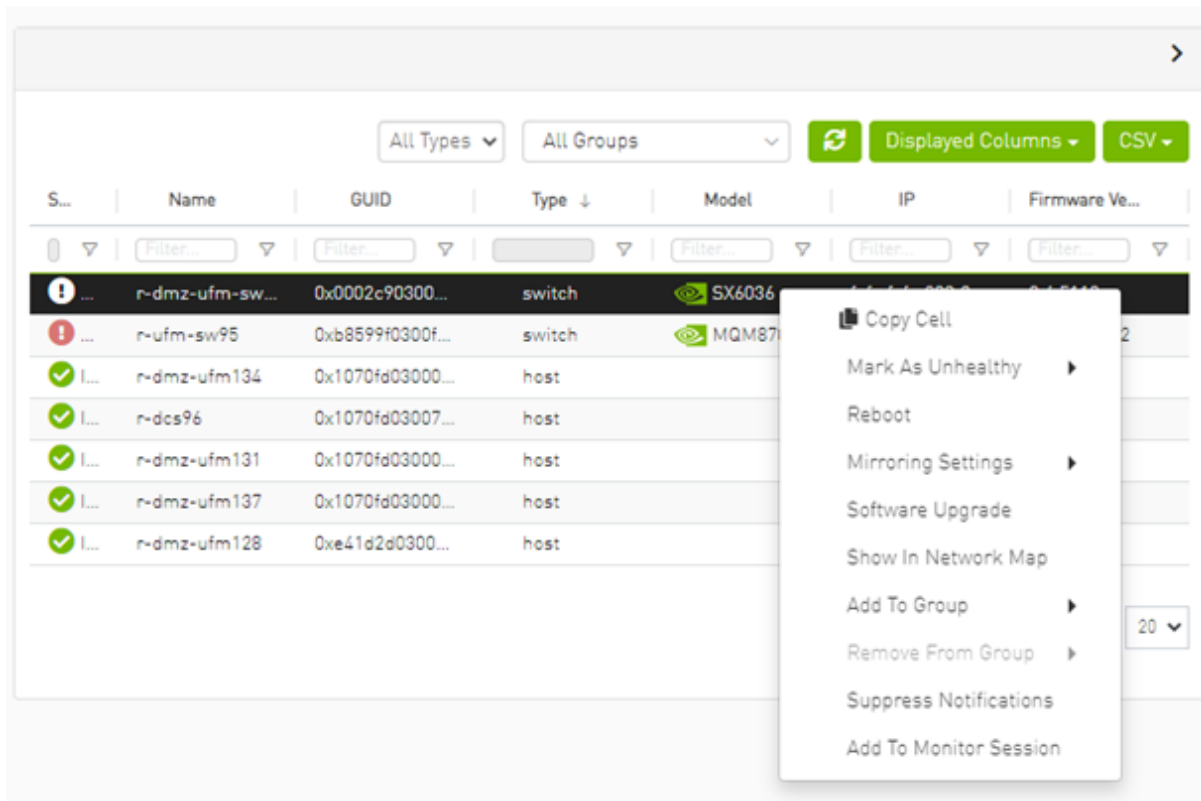 All Types All Groups Displayed Columns CSV
S... Name GUID Type ↓ Model IP Firmware Ve...
Filter... Filter... Filter... Filter... Filter...
... r-dmz-ufm-sw... 0x0002c90300... switch SX6036
... r-ufm-sw95 0xb8599f0300f... switch 2
I... r-dmz-ufm134 0x1070fd03000... host
I... r-dcs96 0x1070fd03007... host
I... r-dmz-ufm131 0x1070fd03000... host
I... r-dmz-ufm137 0x1070fd03000... host
I... r-dmz-ufm128 0xe41d2d0300... host
Copy Cell
Mark As Unhealthy
Reboot
Mirroring Settings
Software Upgrade
Show In Network Map
Add To Group
Remove From Group
Suppress Notifications
Add To Monitor Session
20